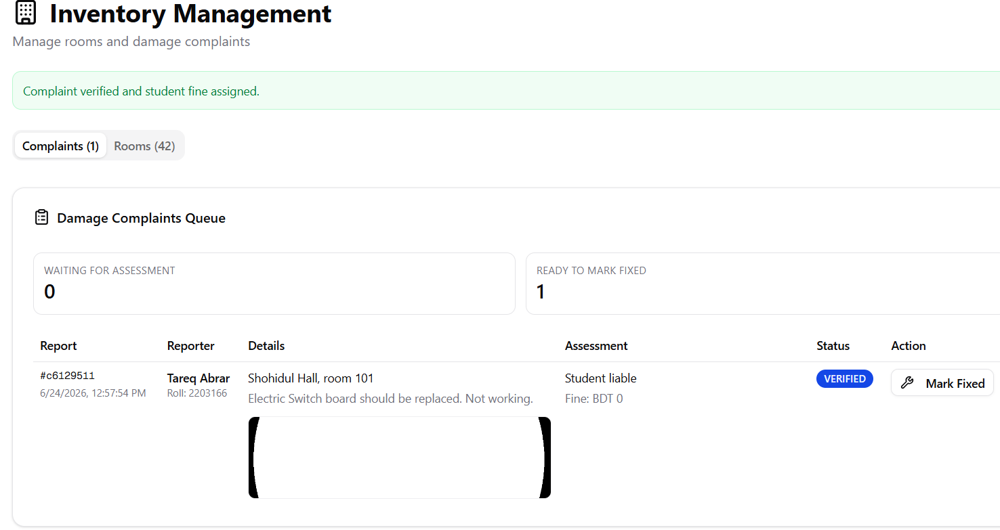 Inventory Management
Manage rooms and damage complaints
Complaint verified and student fine assigned.
Complaints (1) Rooms (42)
Damage Complaints Queue
WAITING FOR ASSESSMENT
0
READY TO MARK FIXED
1
Report Reporter Details Assessment Status Action
#c6129511 Tareq Abrar Shohidul Hall, room 101 Student liable VERIFIED Mark Fixed
6/24/2026, 12:57:54 PM Roll: 2203166 Electric Switch board should be replaced. Not working. Fine: BDT 0